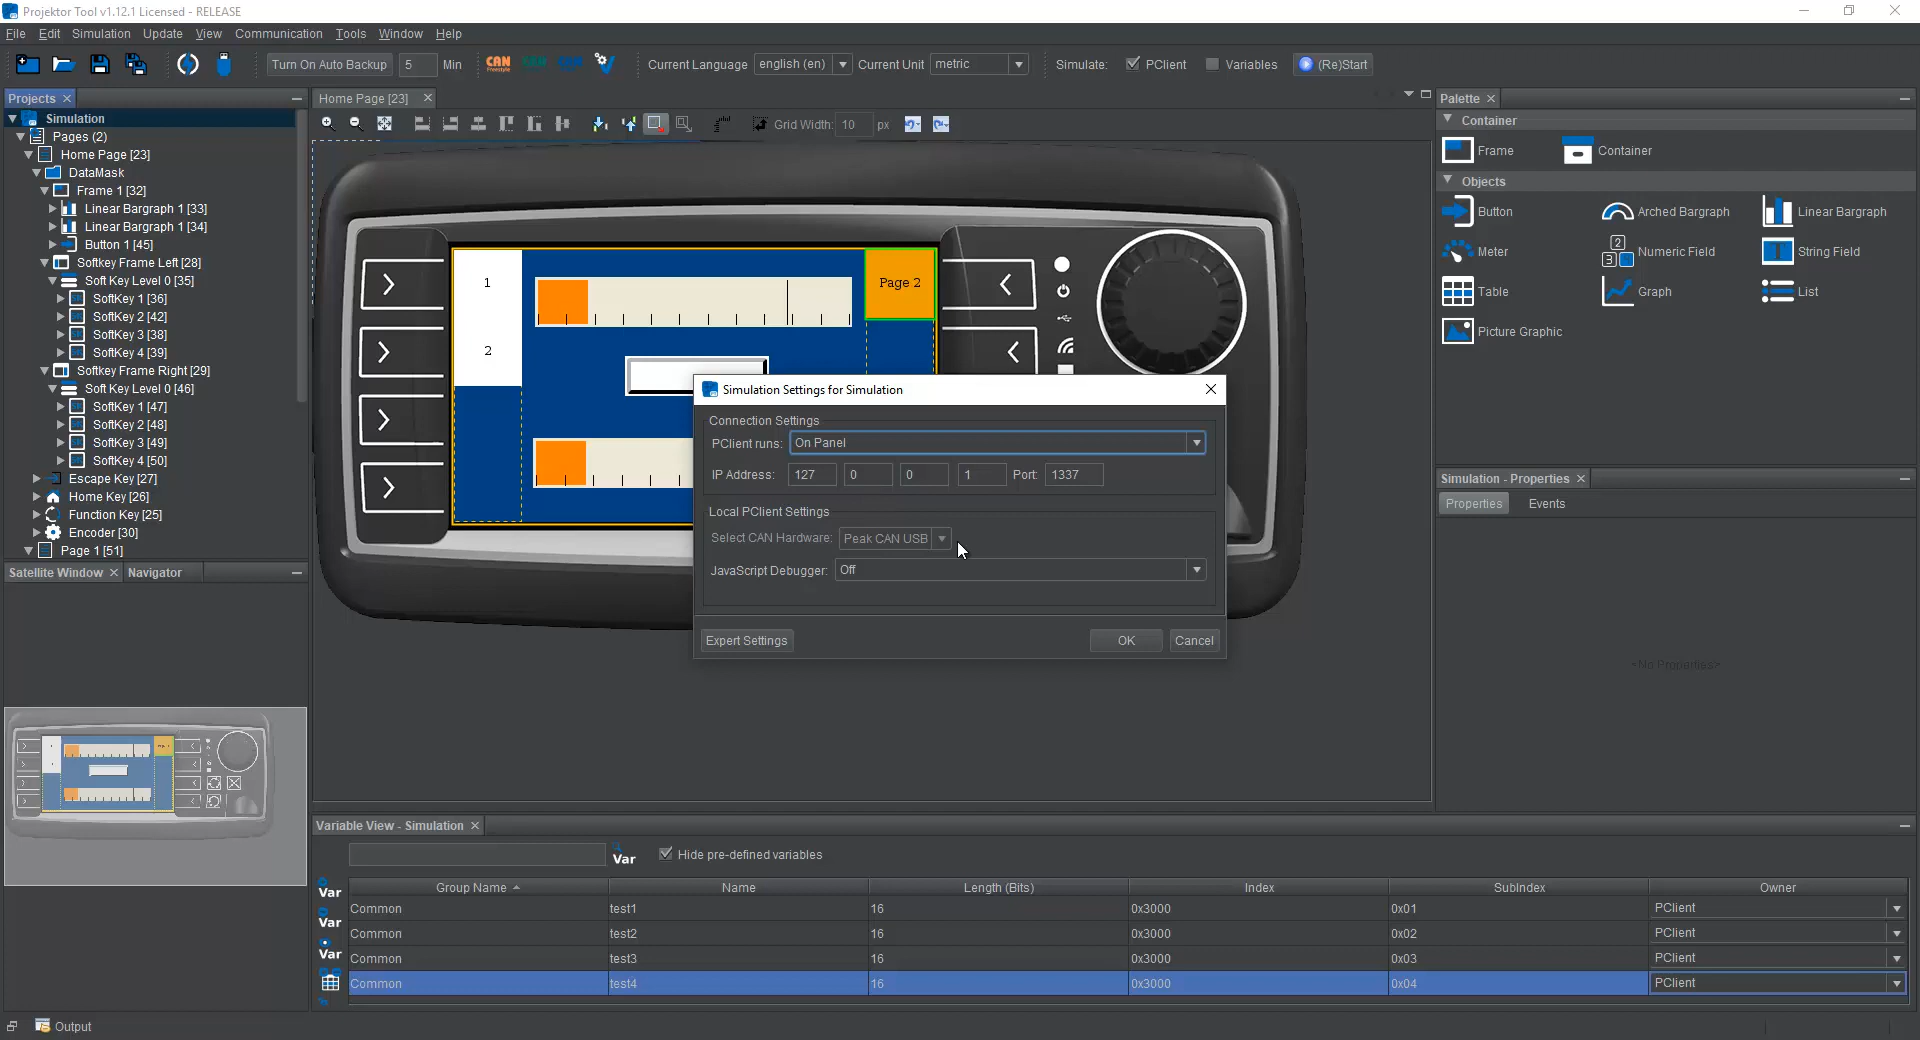 Projektor Tool v1.12.1 Licensed - RELEASE
File Edit Simulation Update View Communication Tools Window Help
Turn On Auto Backup 5 Min CAN Current Language english (en) Current Unit metric Simulate: PClient Variables (Re)Start
Projects
Simulation
Pages (2)
Home Page [23]
DataMask
Frame 1 [32]
Linear Bargraph 1 [33]
Linear Bargraph 1 [34]
Button 1 [45]
Softkey Frame Left [28]
Soft Key Level 0 [35]
SoftKey 1 [36]
SoftKey 2 [42]
SoftKey 3 [38]
SoftKey 4 [39]
Softkey Frame Right [29]
Soft Key Level 0 [46]
SoftKey 1 [47]
SoftKey 2 [48]
SoftKey 3 [49]
SoftKey 4 [50]
Escape Key [27]
Home Key [26]
Function Key [25]
Encoder [30]
Page 1 [51]
Satellite Window Navigator
Home Page [23]
Grid Width: 10 px
1
2
Page 2
Simulation Settings for Simulation
Connection Settings
PClient runs: On Panel
IP Address: 127 0 0 1 Port: 1337
Local PClient Settings
Select CAN Hardware: Peak CAN USB
JavaScript Debugger: Off
Expert Settings OK Cancel
Palette
Container
Frame Container
Objects
Button Arched Bargraph Linear Bargraph
Meter Numeric Field String Field
Table Graph List
Picture Graphic
Simulation - Properties
Properties Events
<No Properties>
Variable View - Simulation
Var Hide pre-defined variables
Var
Var
Var
Group Name Name Length (Bits) Index SubIndex Owner
Common test1 16 0x3000 0x01 PClient
Common test2 16 0x3000 0x02 PClient
Common test3 16 0x3000 0x03 PClient
Common test4 16 0x3000 0x04 PClient
Output